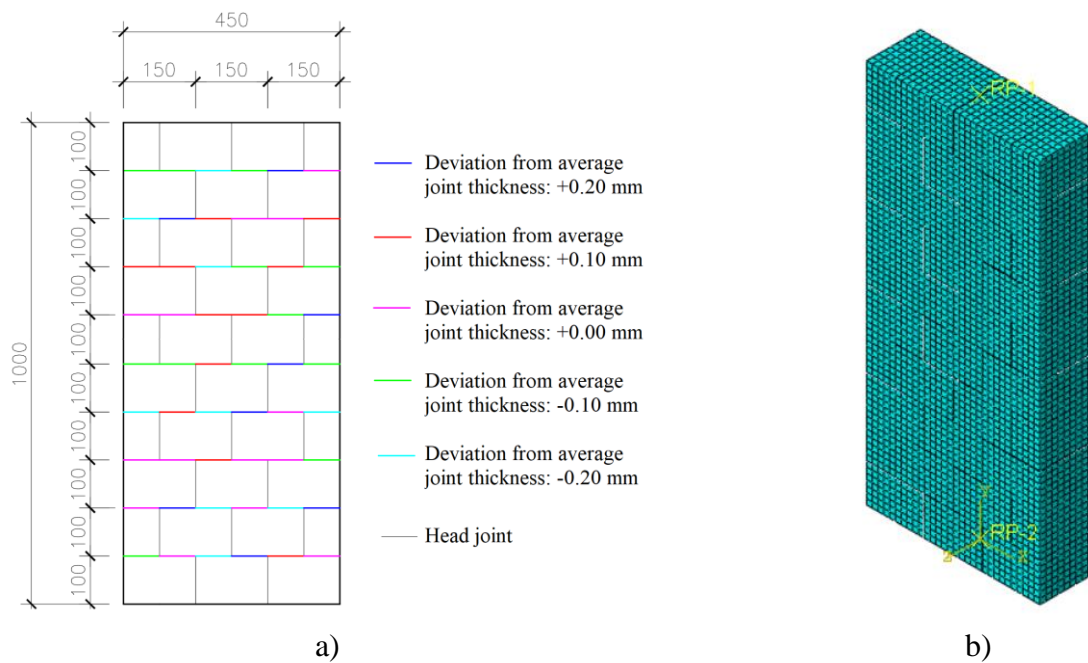 450
150 150 150
1000
100
100
100
100
100
100
100
100
100
100
Deviation from average
joint thickness: +0.20 mm
Deviation from average
joint thickness: +0.10 mm
Deviation from average
joint thickness: +0.00 mm
Deviation from average
joint thickness: -0.10 mm
Deviation from average
joint thickness: -0.20 mm
Head joint
a)
RP-1
Y
RP-2
Z X
b)